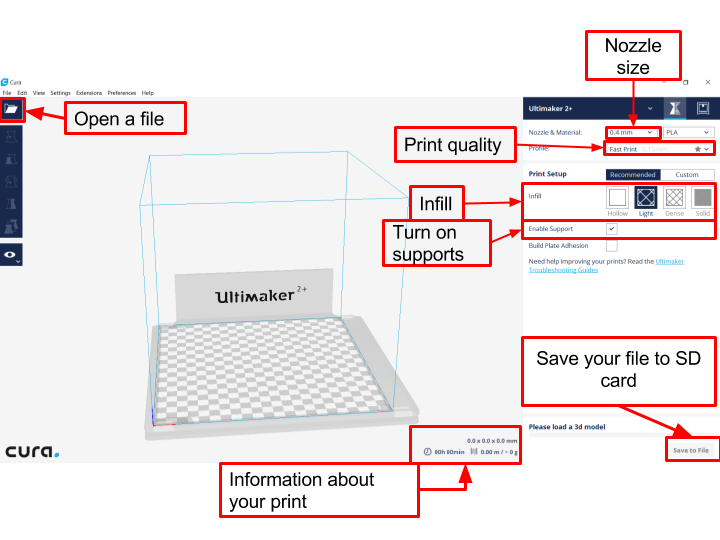 Nozzle
size
Cura
File Edit View Settings Extensions Preferences Help
Open a file
Ultimaker 2+
Nozzle & Material: 0.4 mm PLA
Print quality
Profile: Fast Print
Print Setup Recommended Custom
Infill
Infill
Hollow Light Dense Solid
Turn on
supports
Enable Support
Build Plate Adhesion
Need help improving your prints? Read the Ultimaker
Troubleshooting Guides
Ultimaker 2+
Save your file to SD
card
Please load a 3d model
0.0 x 0.0 x 0.0 mm
00h 00min 0.00 m / ~ 0 g
Save to File
cura.
Information about
your print